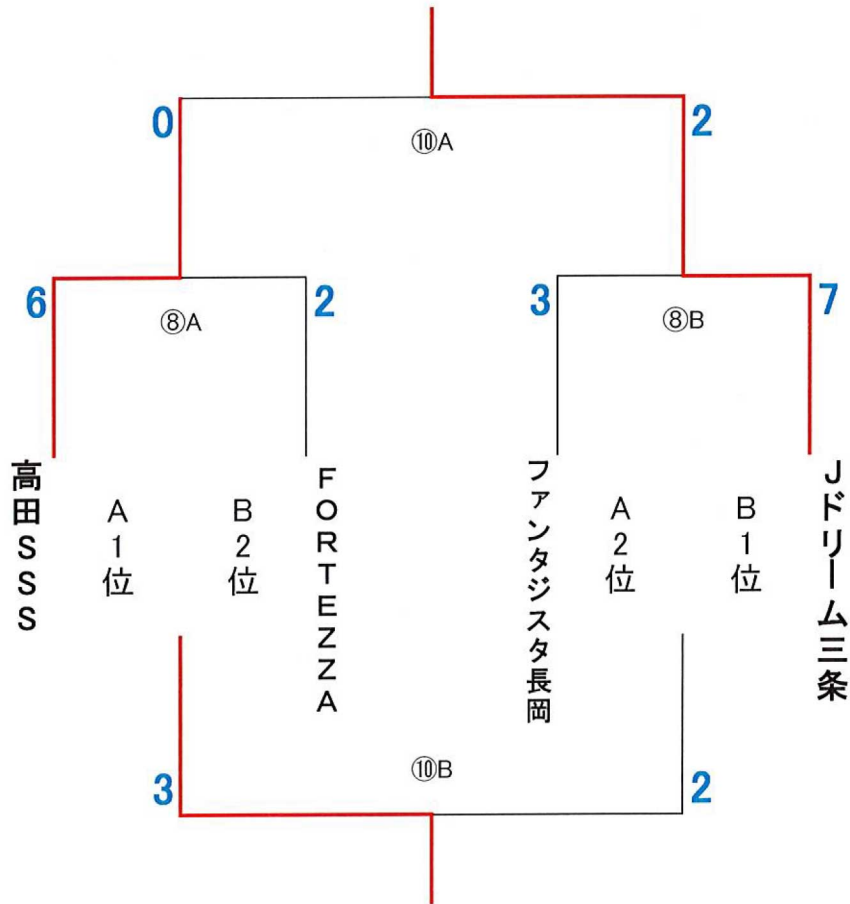 0
2
⑩A
6
2
3
7
⑧A
⑧B
高田SSS
A1位
B2位
FORTEZZA
ファンタジスタ長岡
A2位
B1位
Jドリーム三条
⑩B
3
2